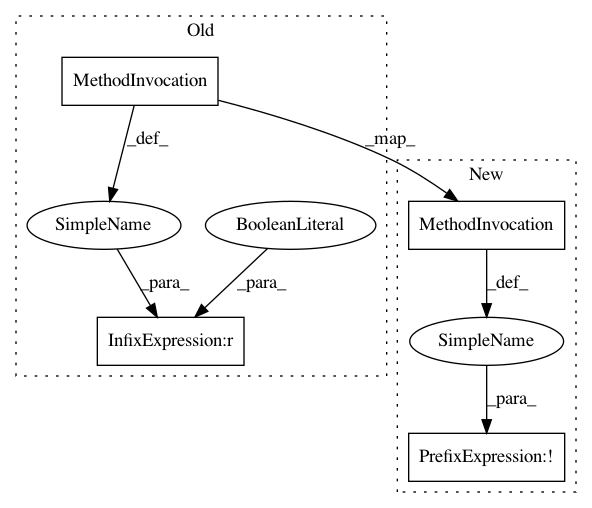 Old
MethodInvocation
_def_
_map_
New
SimpleName
BooleanLiteral
MethodInvocation
_para_
_para_
_def_
InfixExpression:r
SimpleName
_para_
PrefixExpression:!